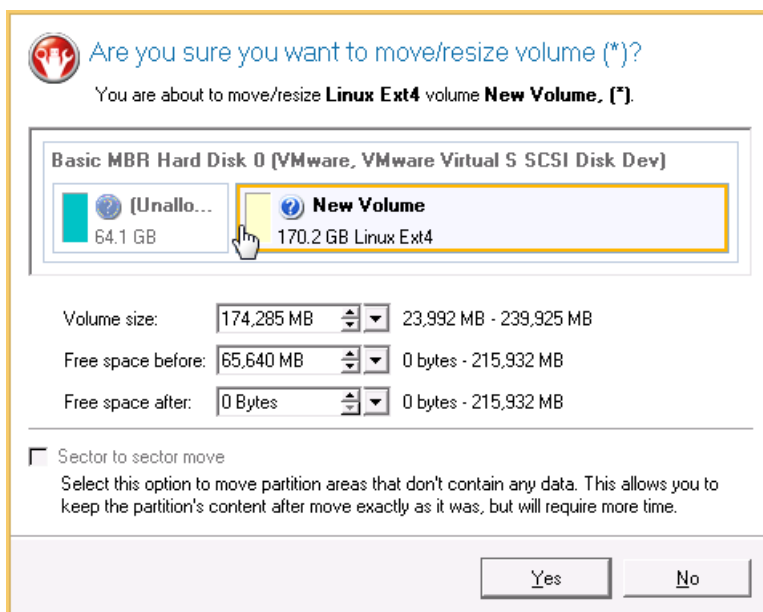 Are you sure you want to move/resize volume (*)?
You are about to move/resize Linux Ext4 volume New Volume, (*).
Basic MBR Hard Disk 0 (VMware, VMware Virtual S SCSI Disk Dev)
(Unallo...
64.1 GB
New Volume
170.2 GB Linux Ext4
Volume size: 174,285 MB 23,992 MB - 239,925 MB
Free space before: 65,640 MB 0 bytes - 215,932 MB
Free space after: 0 Bytes 0 bytes - 215,932 MB
Sector to sector move
Select this option to move partition areas that don't contain any data. This allows you to
keep the partition's content after move exactly as it was, but will require more time.
Yes No